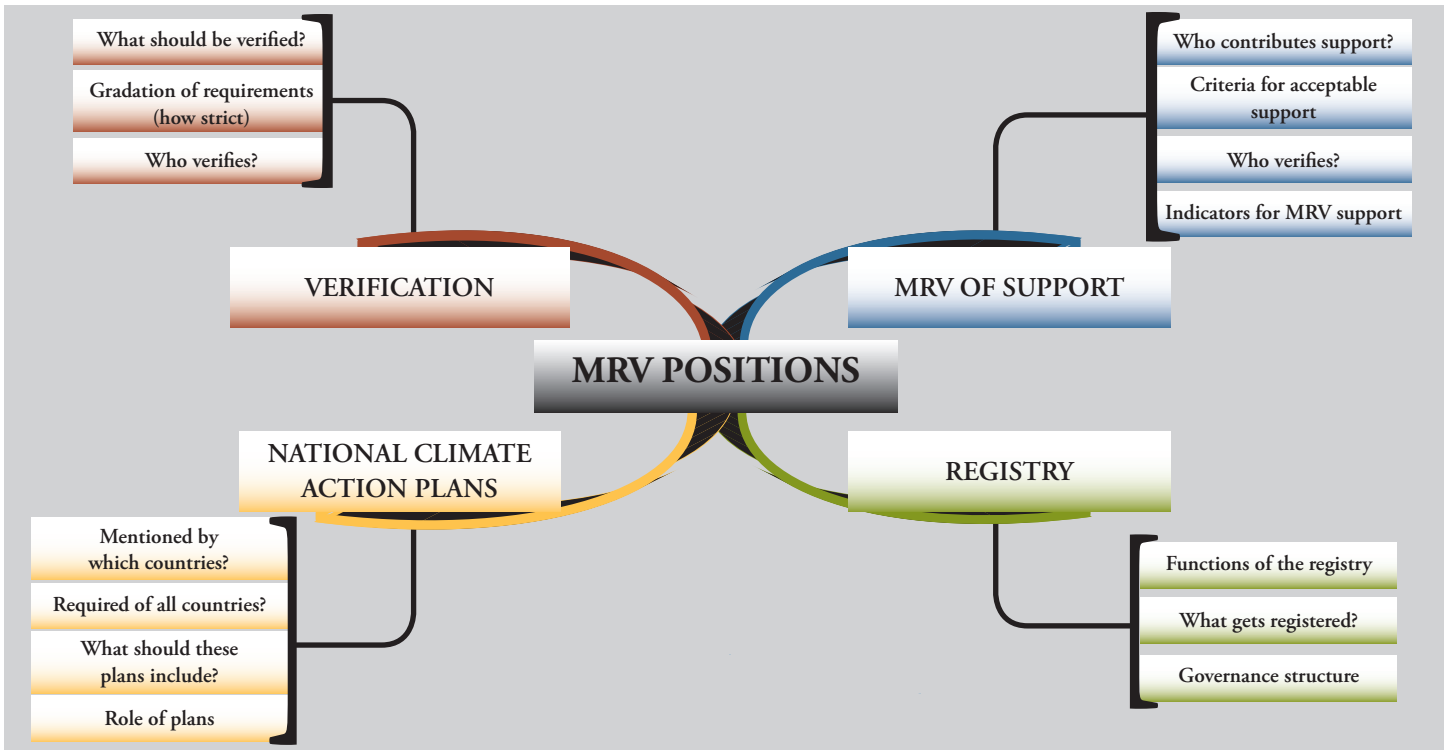 What should be verified?
Gradation of requirements
(how strict)
Who verifies?
VERIFICATION
Who contributes support?
Criteria for acceptable
support
Who verifies?
Indicators for MRV support
MRV OF SUPPORT
MRV POSITIONS
NATIONAL CLIMATE
ACTION PLANS
Mentioned by
which countries?
Required of all countries?
What should these
plans include?
Role of plans
REGISTRY
Functions of the registry
What gets registered?
Governance structure